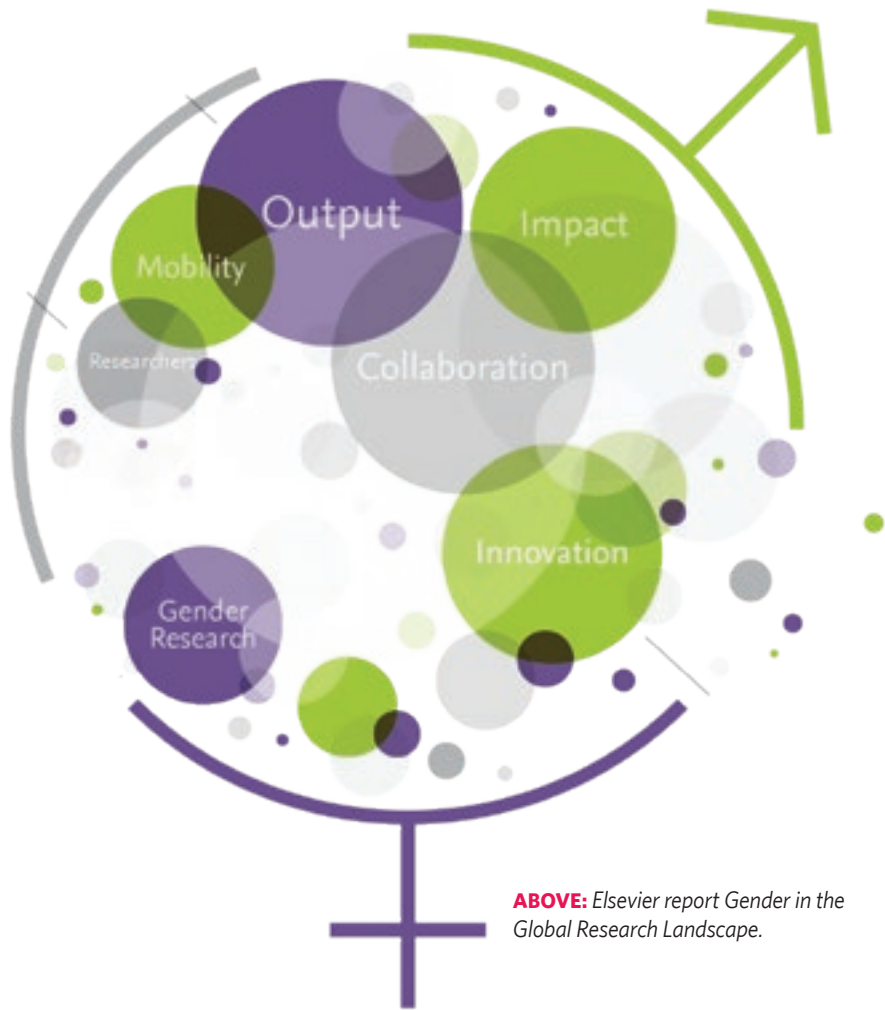 Output
Impact
Mobility
Researchers
Collaboration
Innovation
Gender
Research
ABOVE: Elsevier report Gender in the
Global Research Landscape.